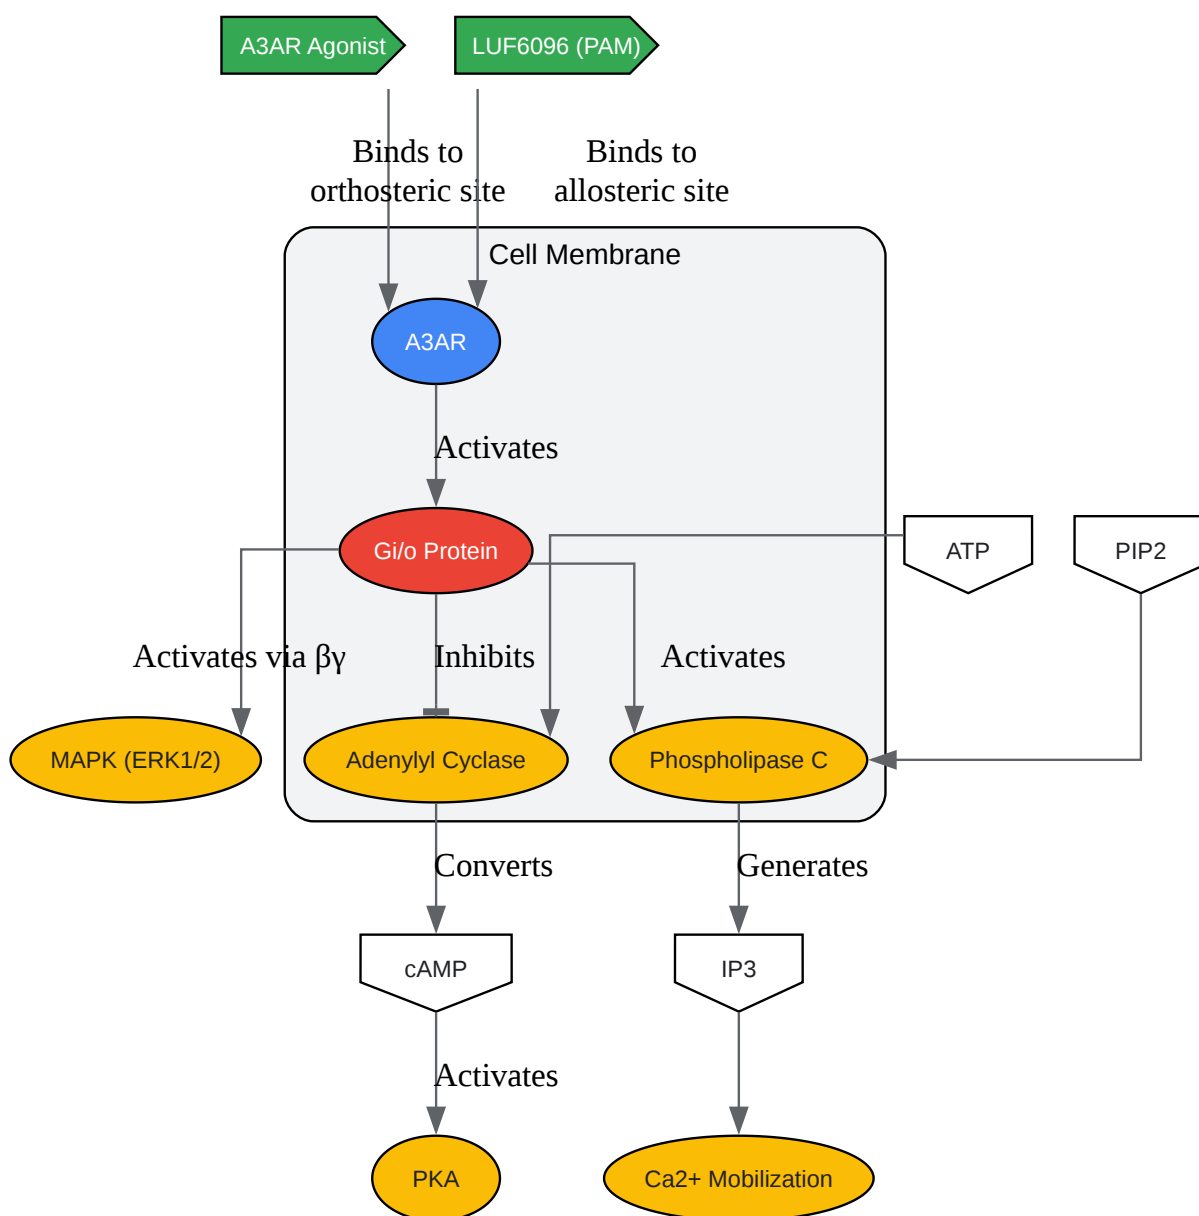 A3AR Agonist
LUF6096 (PAM)
Binds to
orthosteric site
Binds to
allosteric site
Cell Membrane
A3AR
Activates
Gi/o Protein
ATP
PIP2
Activates via βγ
Inhibits
Activates
MAPK (ERK1/2)
Adenylyl Cyclase
Phospholipase C
Converts
Generates
cAMP
IP3
Activates
PKA
Ca2+ Mobilization